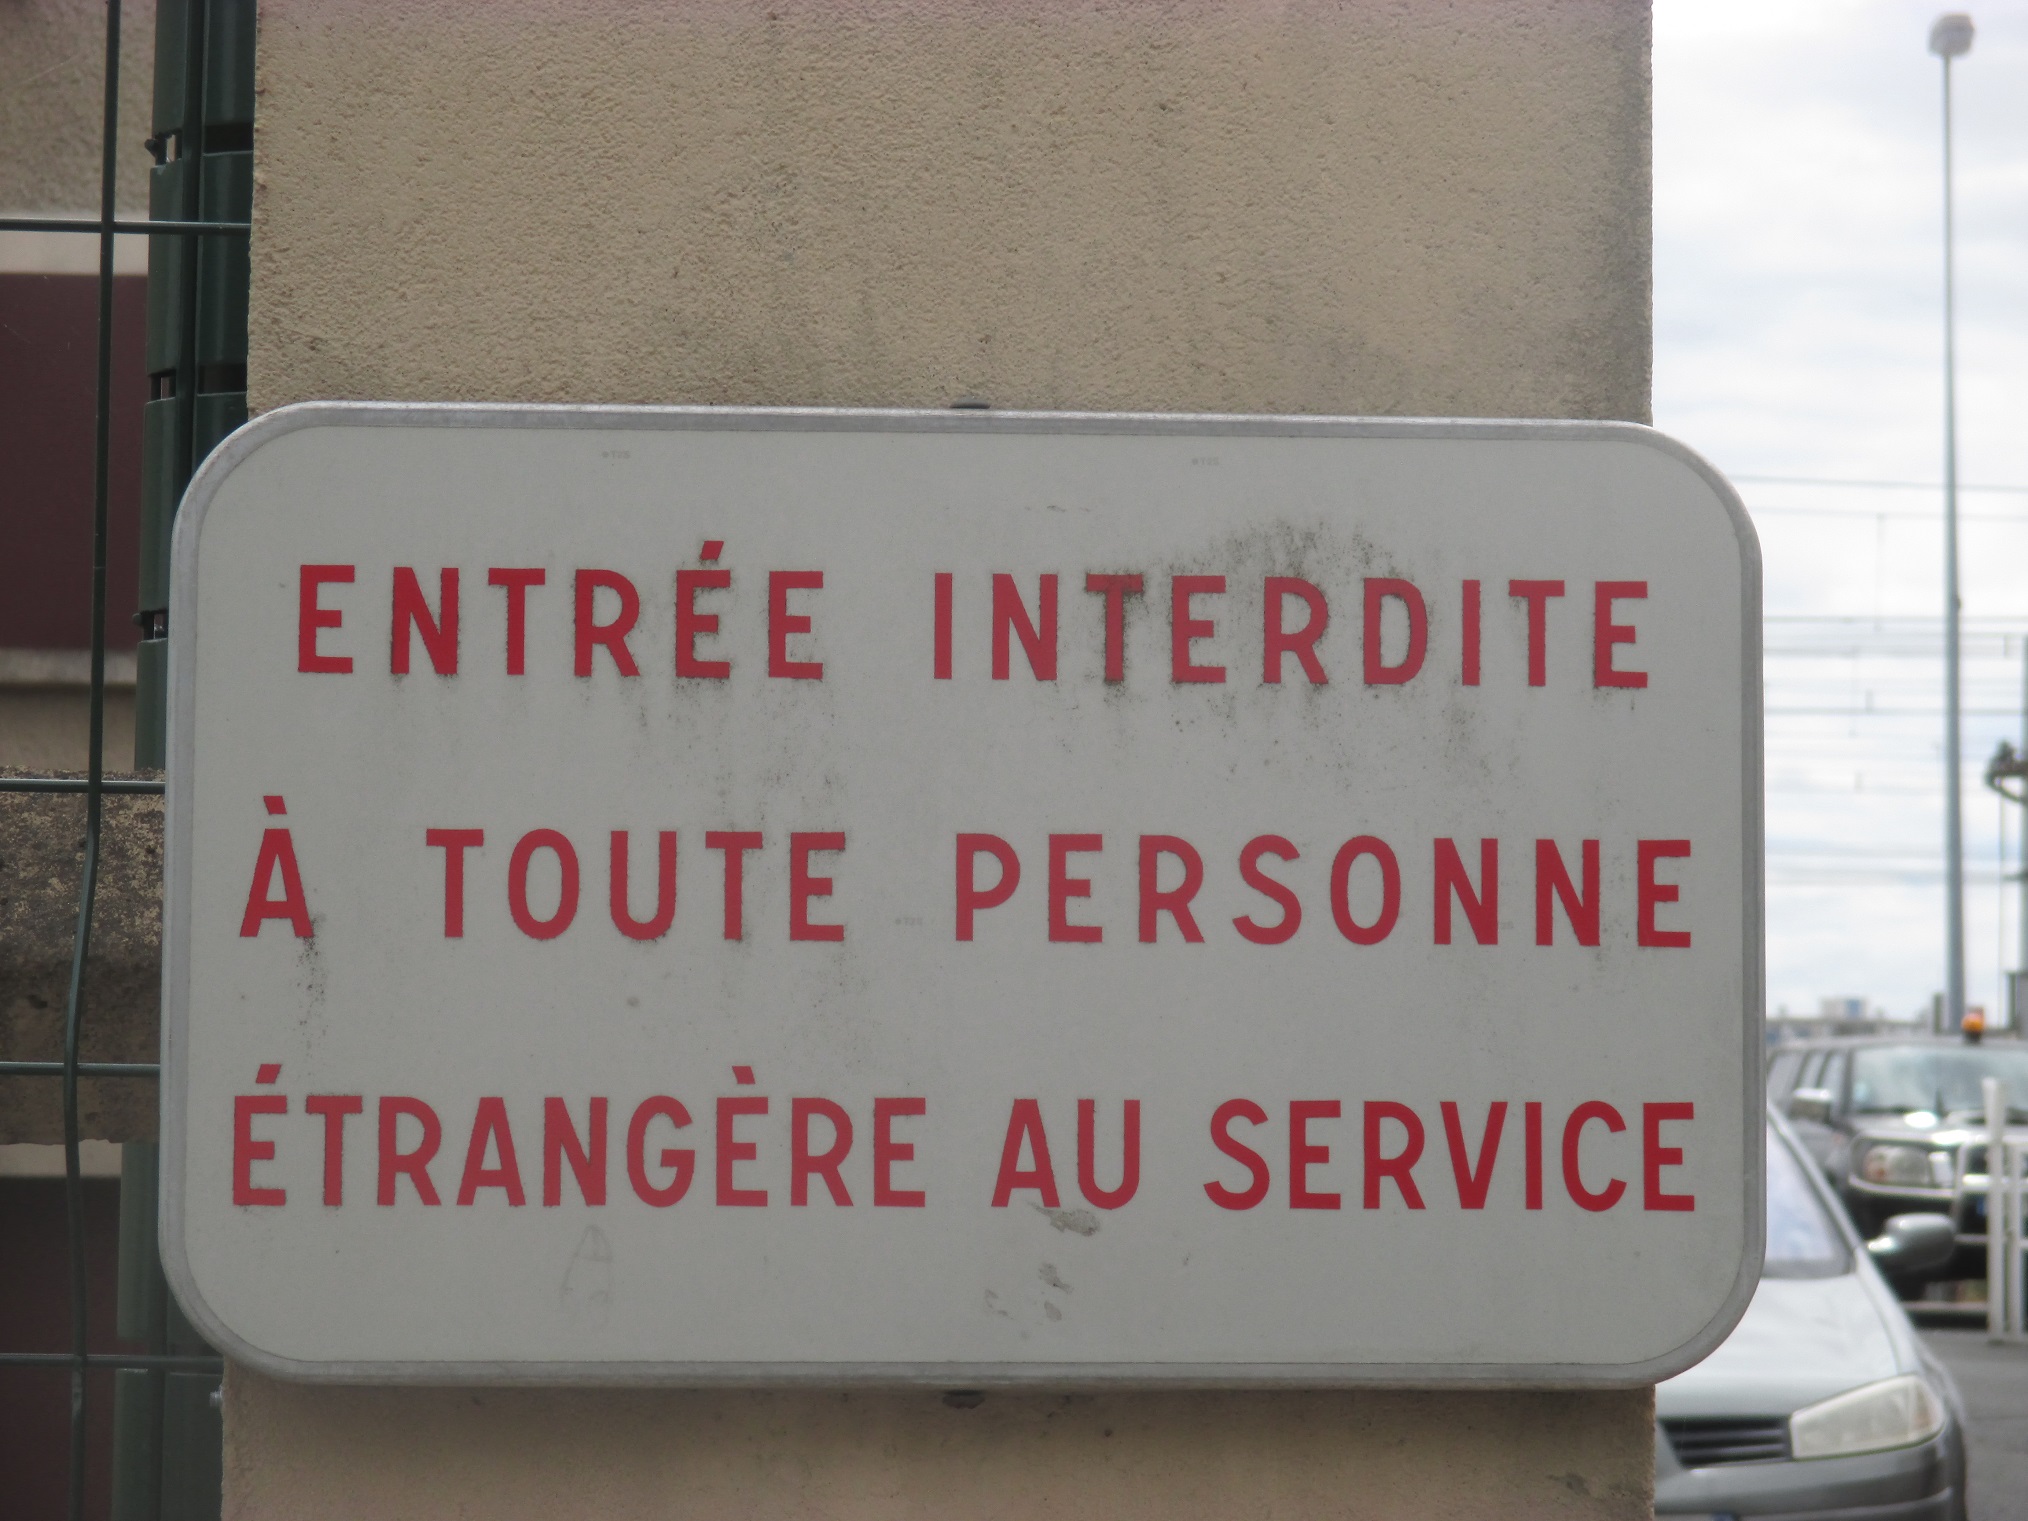 ENTRÉE INTERDITE
À TOUTE PERSONNE
ÉTRANGÈRE AU SERVICE